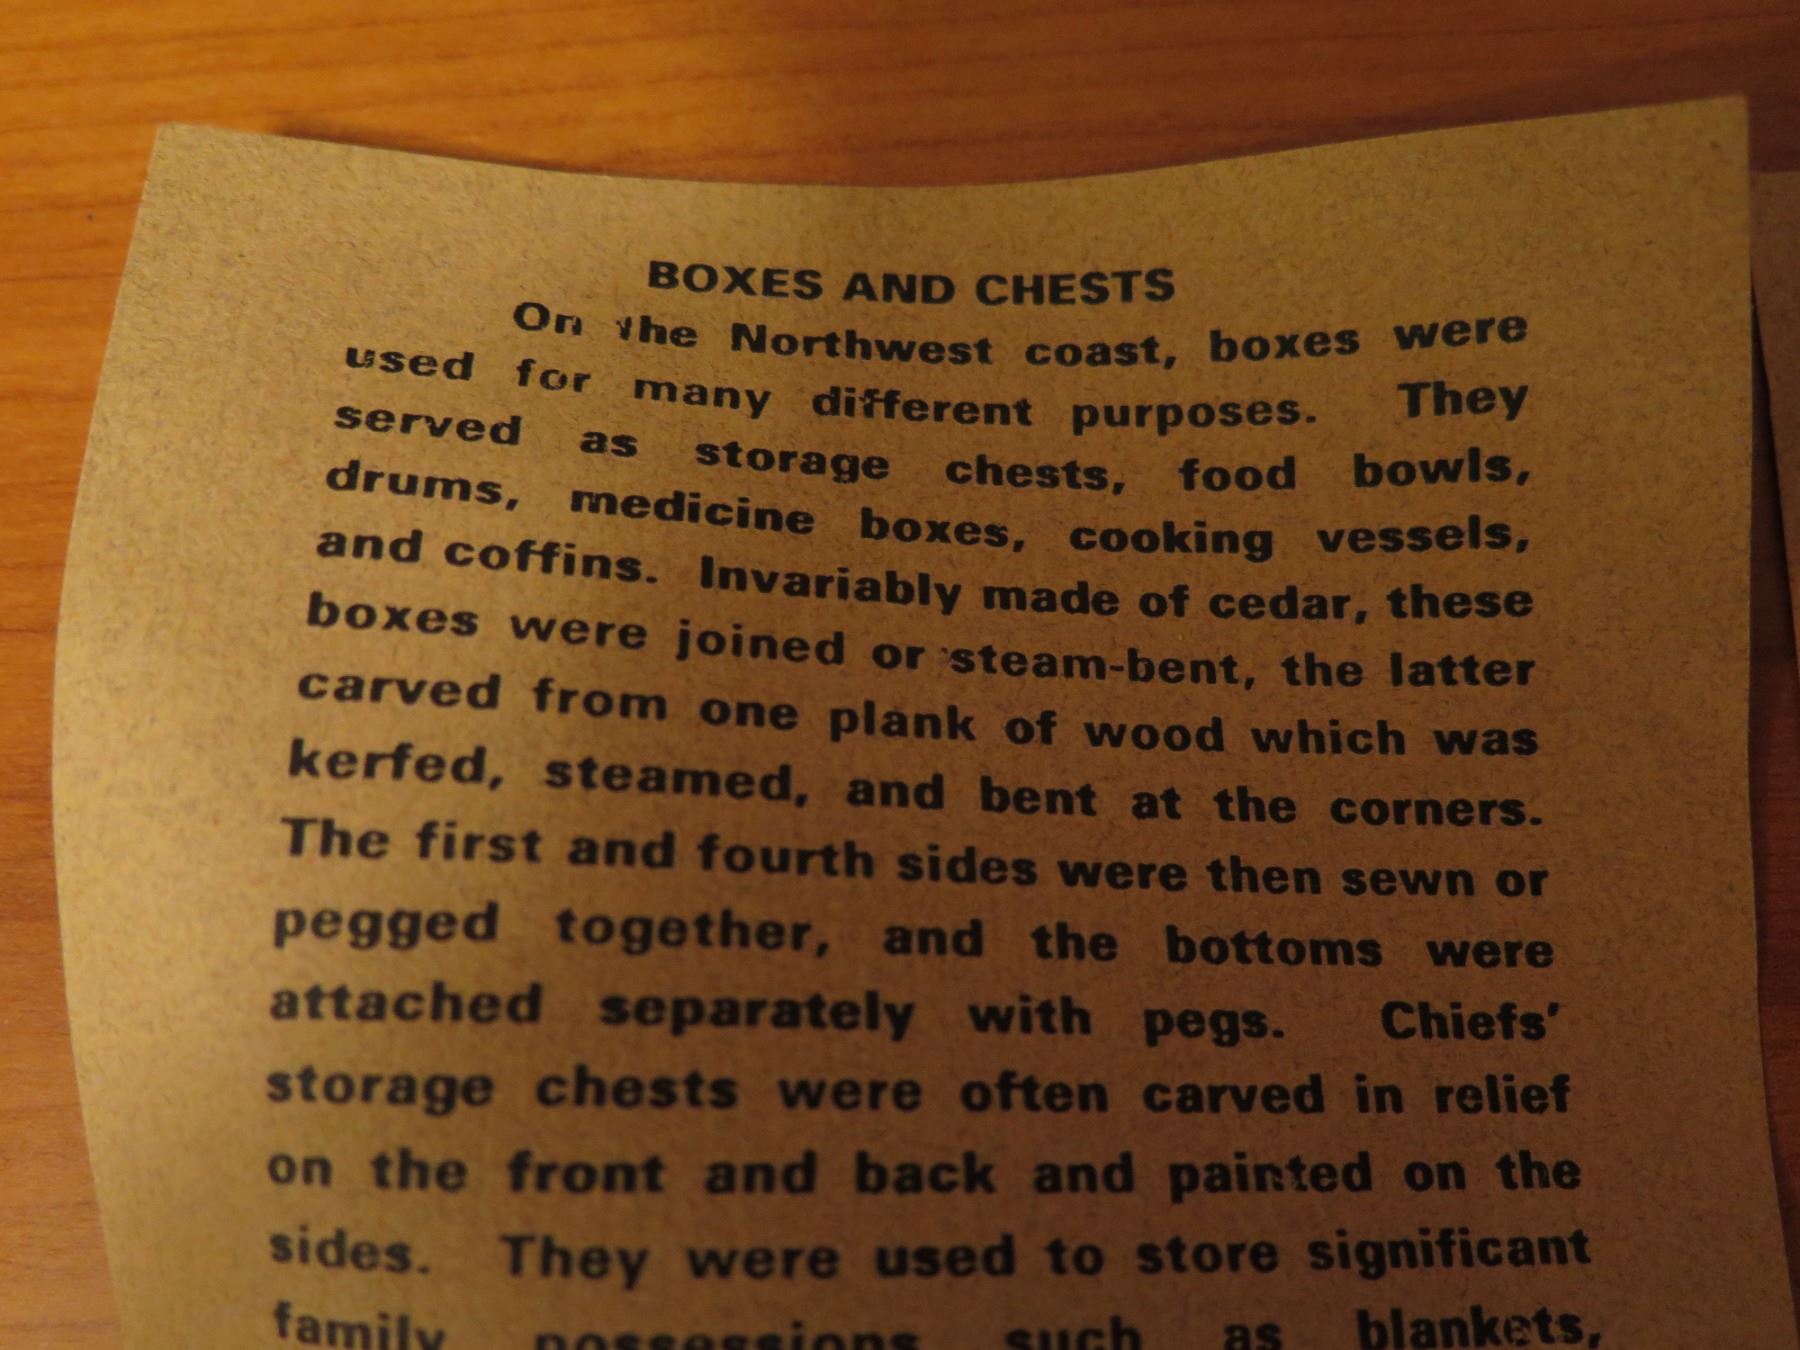 BOXES AND CHESTS
On the Northwest coast, boxes were
used for many different purposes. They
served as storage chests, food bowls,
drums, medicine boxes, cooking vessels,
and coffins. Invariably made of cedar, these
boxes were joined or steam-bent, the latter
carved from one plank of wood which was
kerfed, steamed, and bent at the corners.
The first and fourth sides were then sewn or
pegged together, and the bottoms were
attached separately with pegs. Chiefs'
storage chests were often carved in relief
on the front and back and painted on the
sides. They were used to store significant
family possessions such as blankets,